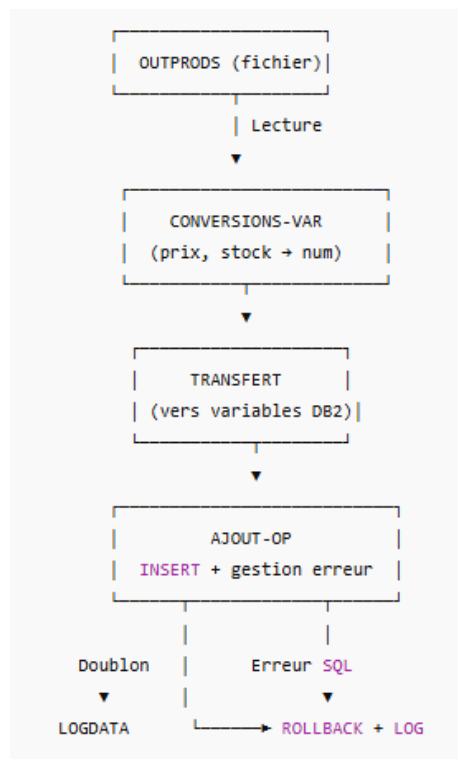 OUTPRODS (fichier)
Lecture
CONVERSIONS-VAR
(prix, stock → num)
TRANSFERT
(vers variables DB2)
AJOUT-OP
INSERT + gestion erreur
Doublon Erreur SQL
LOGDATA ROLLBACK + LOG